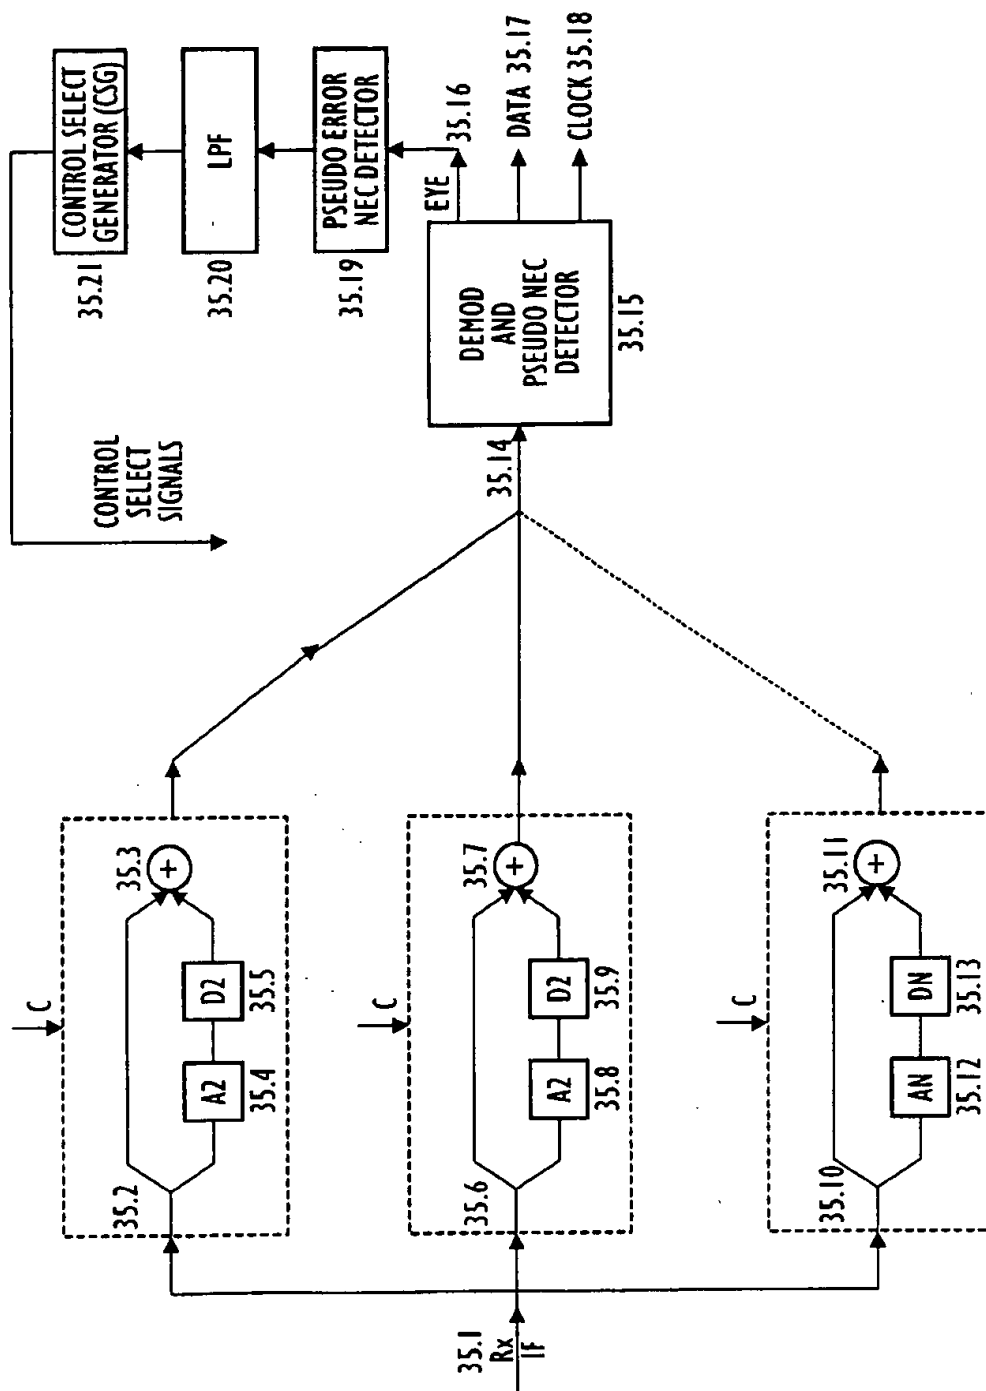 35.1
Rx
IF
35.2
35.3
A2
35.4
D2
35.5
C
35.6
35.7
A2
35.8
D2
35.9
C
35.10
35.11
AN
35.12
DN
35.13
C
35.14
DEMOD
AND
PSEUDO NEC
DETECTOR
35.15
EYE
35.16
DATA 35.17
CLOCK 35.18
PSEUDO ERROR
NEC DETECTOR
35.19
LPF
35.20
CONTROL SELECT
GENERATOR (CSG)
35.21
CONTROL
SELECT
SIGNALS
+
+
+